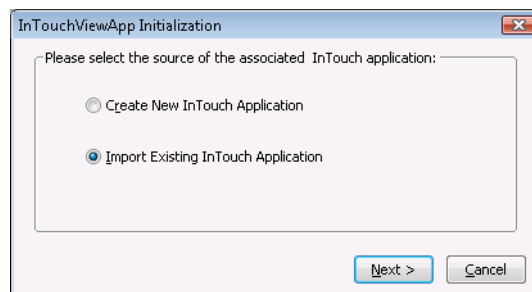 InTouchViewApp Initialization
Please select the source of the associated InTouch application:
Create New InTouch Application
Import Existing InTouch Application
Next >
Cancel